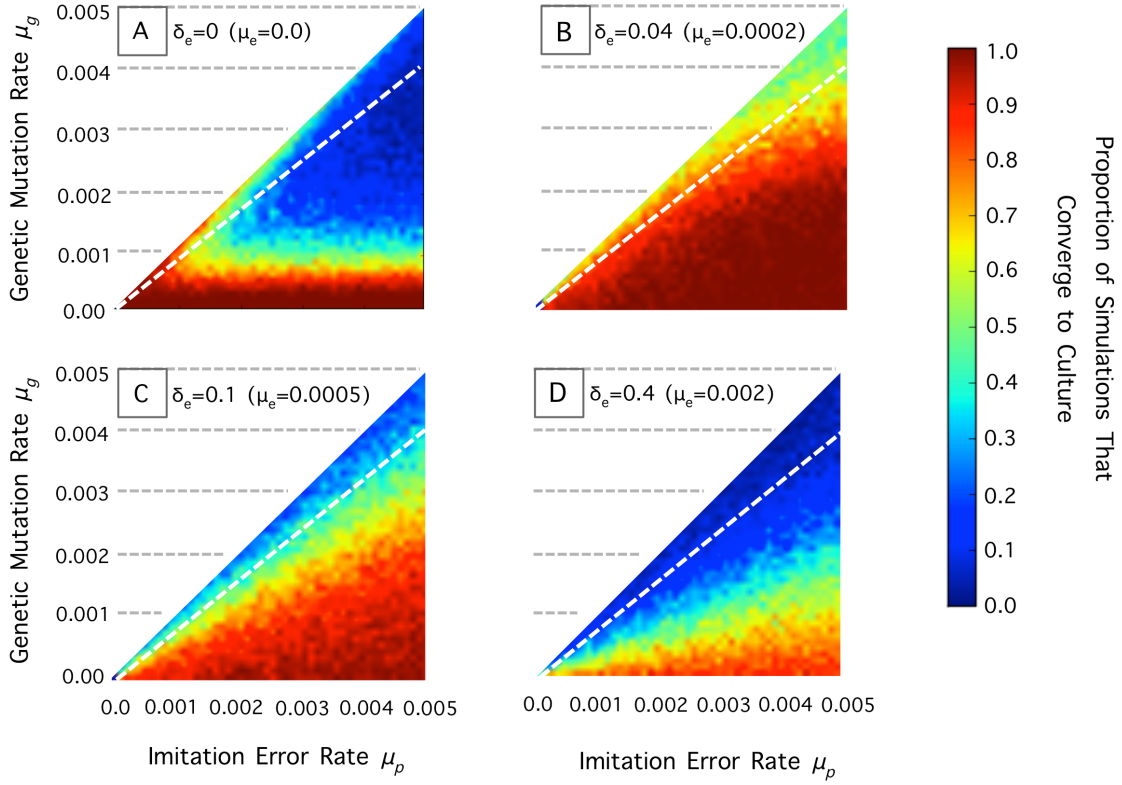 A
δe=0 (μe=0.0)
B
δe=0.04 (μe=0.0002)
Genetic Mutation Rate μg
0.005
0.004
0.003
0.002
0.001
0.00
C
δe=0.1 (μe=0.0005)
D
δe=0.4 (μe=0.002)
Genetic Mutation Rate μg
0.005
0.004
0.003
0.002
0.001
0.00
0.0 0.001 0.002 0.003 0.004 0.005
0.0 0.001 0.002 0.003 0.004 0.005
Imitation Error Rate μp
Imitation Error Rate μp
1.0
0.9
0.8
0.7
0.6
0.5
0.4
0.3
0.2
0.1
0.0
Proportion of Simulations That
Converge to Culture